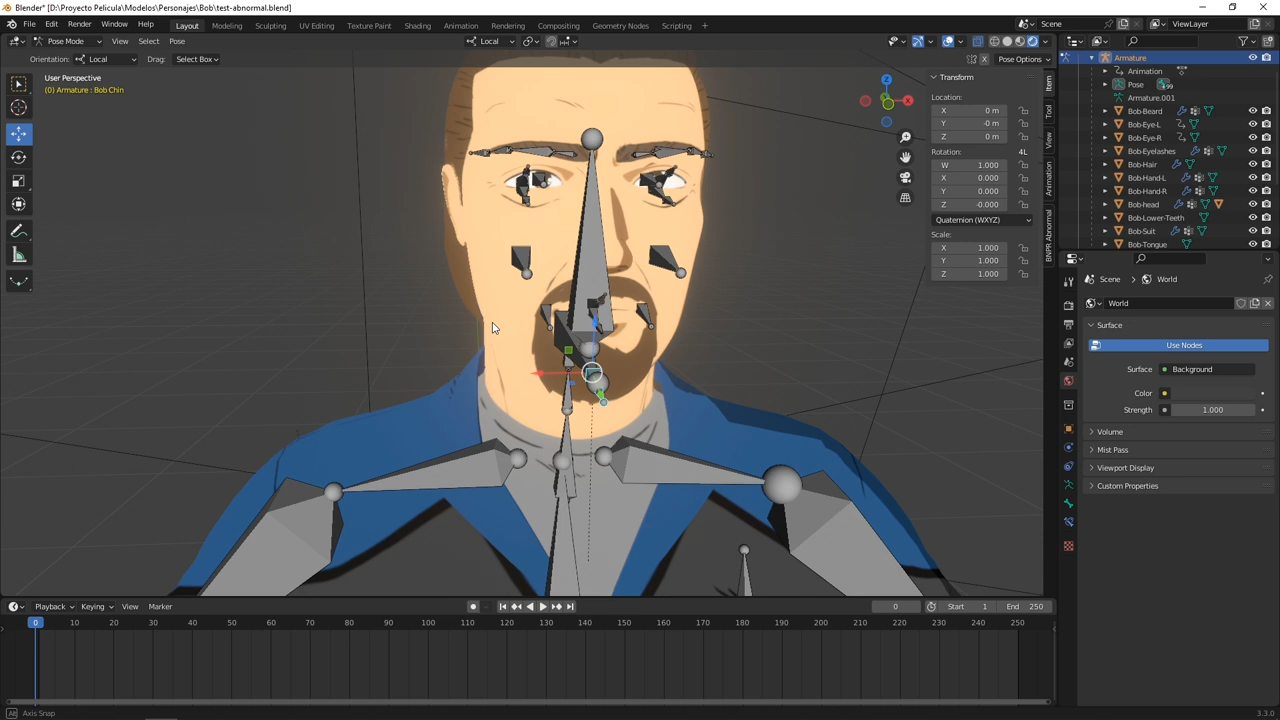 Blender* [D:\Proyecto Pelicula\Modelos\Personajes\Bob\test-abnormal.blend]
File Edit Render Window Help Layout Modeling Sculpting UV Editing Texture Paint Shading Animation Rendering Compositing Geometry Nodes Scripting + Scene ViewLayer
Pose Mode View Select Pose Local
Orientation: Local Drag: Select Box X Pose Options
User Perspective
(0) Armature : Bob Chin
Z
X
Transform
Location:
X 0 m
Y -0 m
Z 0 m
Rotation: 4L
W 1.000
X 0.000
Y 0.000
Z -0.000
Quaternion (WXYZ)
Scale:
X 1.000
Y 1.000
Z 1.000
Item
Tool
View
Animation
BNPR Abnormal
Armature
Animation
Pose 99
Armature.001
Bob-Beard
Bob-Eye-L
Bob-Eye-R
Bob-Eyelashes
Bob-Hair
Bob-Hand-L
Bob-Hand-R
Bob-head
Bob-Lower-Teeth
Bob-Suit
Bob-Tongue
Scene > World
World
Surface
Use Nodes
Surface Background
Color
Strength 1.000
Volume
Mist Pass
Viewport Display
Custom Properties
Playback Keying View Marker 0 Start 1 End 250
0 10 20 30 40 50 60 70 80 90 100 110 120 130 140 150 160 170 180 190 200 210 220 230 240 250
Alt Axis Snap 3.3.0